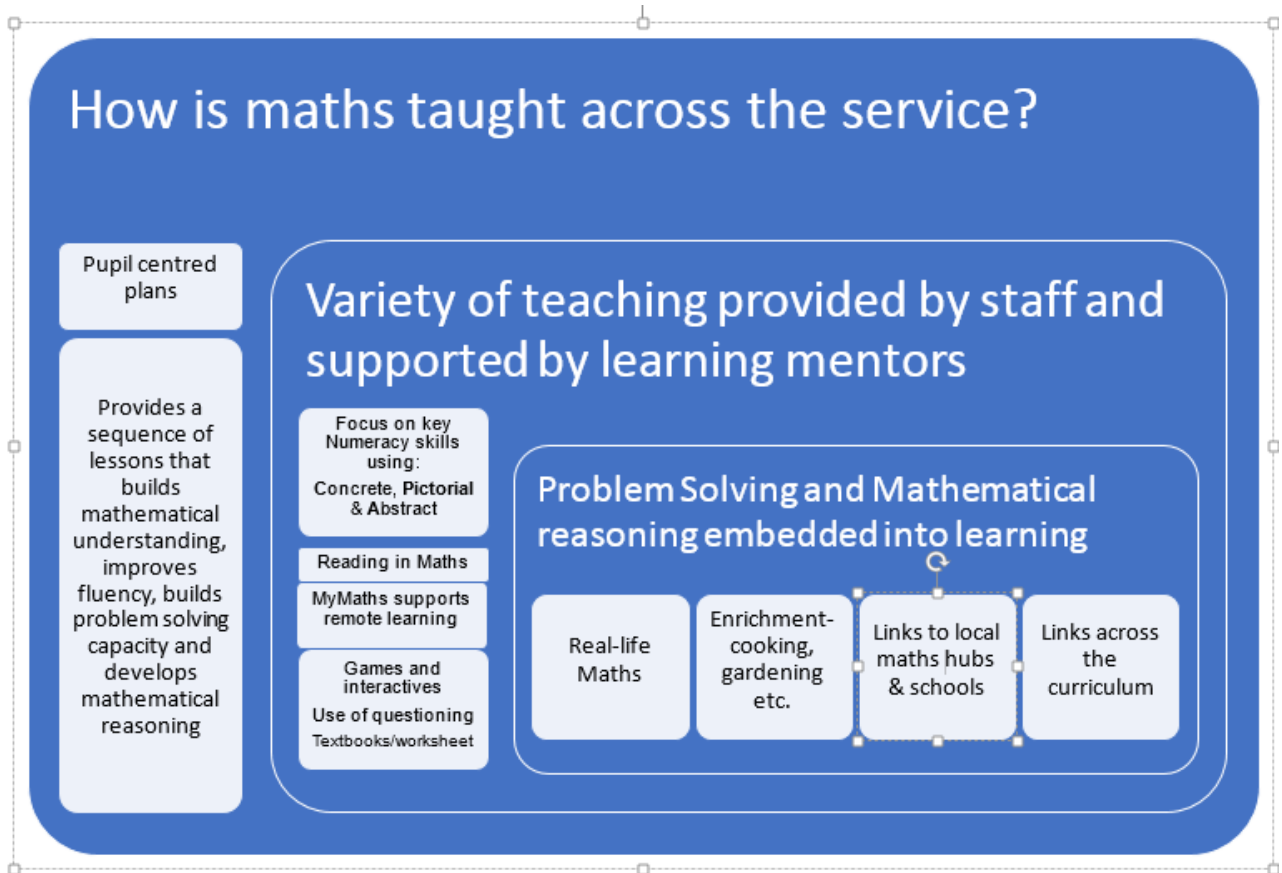 How is maths taught across the service?
Pupil centred
plans
Provides a
sequence of
lessons that
builds
mathematical
understanding,
improves
fluency, builds
problem solving
capacity and
develops
mathematical
reasoning
Variety of teaching provided by staff and
supported by learning mentors
Focus on key
Numeracy skills
using:
Concrete, Pictorial
& Abstract
Reading in Maths
MyMaths supports
remote learning
Games and
interactives
Use of questioning
Textbooks/worksheet
Problem Solving and Mathematical
reasoning embedded into learning
Real-life
Maths
Enrichment-
cooking,
gardening
etc.
Links to local
maths hubs
& schools
Links across
the
curriculum